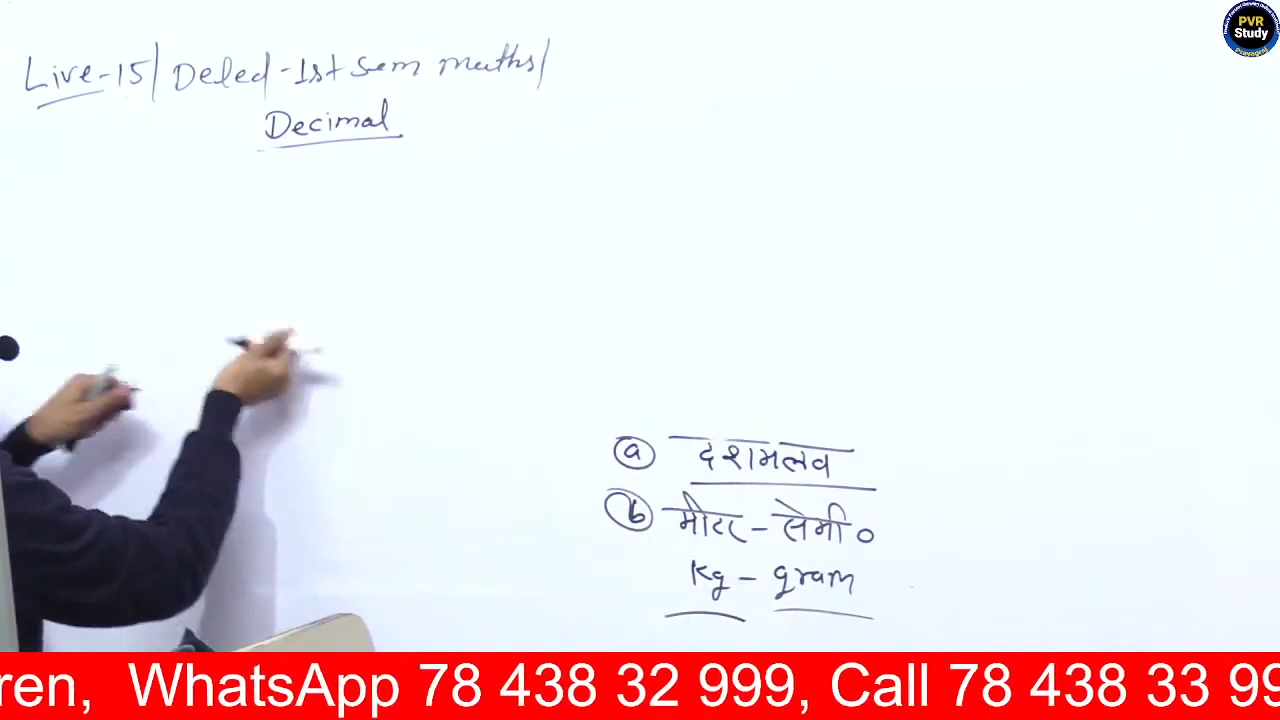 Live-15/ Deled-1st Sem Maths/
Decimal
PVR
Study
Prayagraj
(a) दशमलव
(b) मीटर - सेमी०
Kg - gram
ren, WhatsApp 78 438 32 999, Call 78 438 33 99